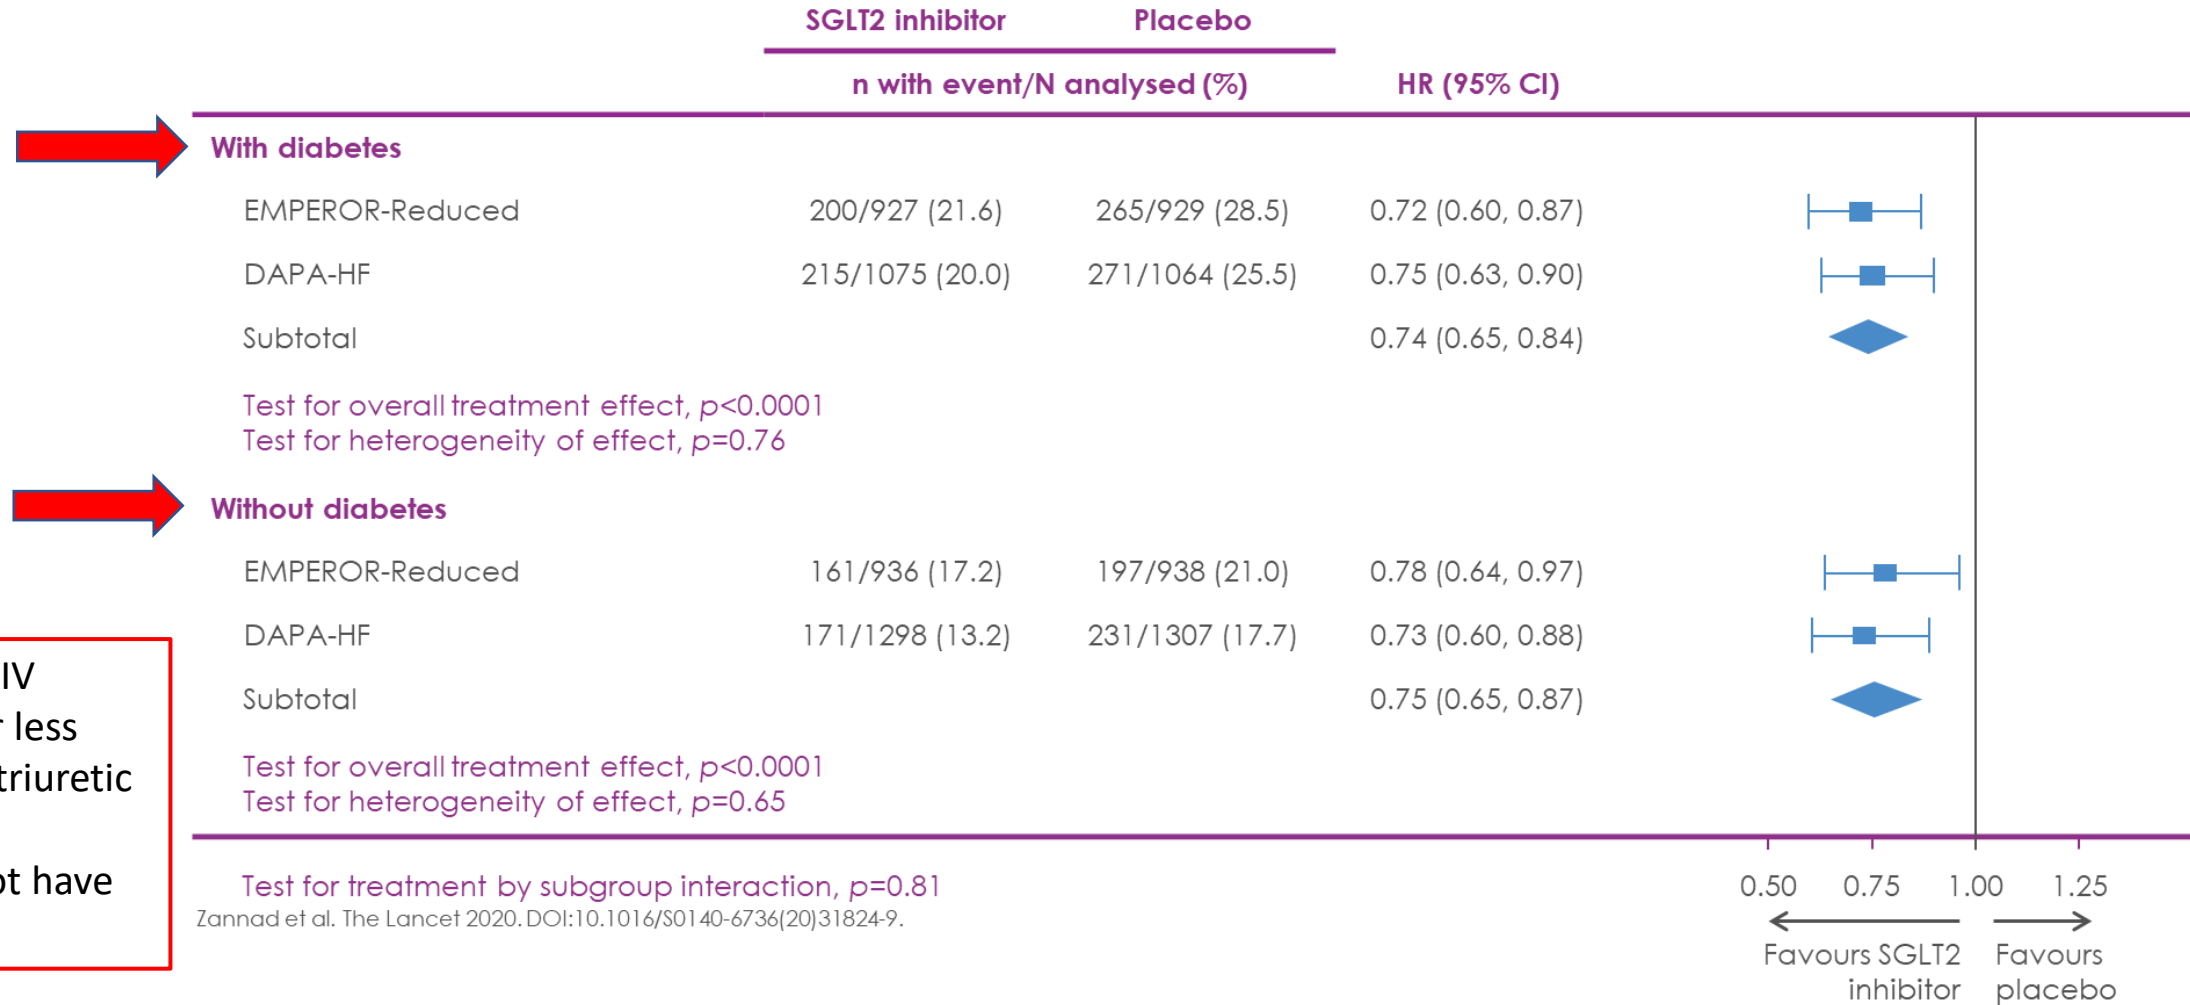 SGLT2 inhibitor Placebo
n with event/N analysed (%) HR (95% CI)
With diabetes
EMPEROR-Reduced 200/927 (21.6) 265/929 (28.5) 0.72 (0.60, 0.87)
DAPA-HF 215/1075 (20.0) 271/1064 (25.5) 0.75 (0.63, 0.90)
Subtotal 0.74 (0.65, 0.84)
Test for overall treatment effect, p<0.0001
Test for heterogeneity of effect, p=0.76
Without diabetes
EMPEROR-Reduced 161/936 (17.2) 197/938 (21.0) 0.78 (0.64, 0.97)
DAPA-HF 171/1298 (13.2) 231/1307 (17.7) 0.73 (0.60, 0.88)
Subtotal 0.75 (0.65, 0.87)
Test for overall treatment effect, p<0.0001
Test for heterogeneity of effect, p=0.65
IV
less
triuretic
have
Test for treatment by subgroup interaction, p=0.81
Zannad et al. The Lancet 2020. DOI:10.1016/S0140-6736(20)31824-9.
0.50 0.75 1.00 1.25
Favours SGLT2
inhibitor
Favours
placebo